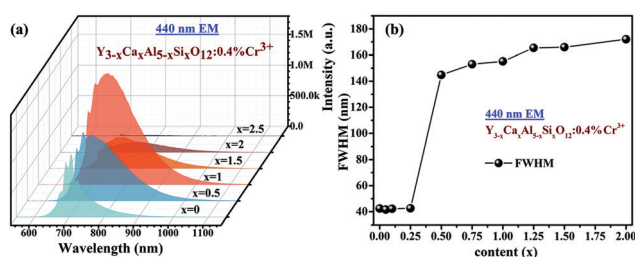 (a)
440 nm EM
Y3-xCaxAl5-xSixO12:0.4%Cr3+
1.5M
1.0M
500.0k
0.0
Intensity (a.u.)
x=2.5
x=2
x=1.5
x=1
x=0.5
x=0
600 700 800 900 1000 1100
Wavelength (nm)
(b)
180
160
140
120
100
80
60
40
FWHM (nm)
440 nm EM
Y3-xCaxAl5-xSixO12:0.4%Cr3+
FWHM
0.00 0.25 0.50 0.75 1.00 1.25 1.50 1.75 2.00
content (x)